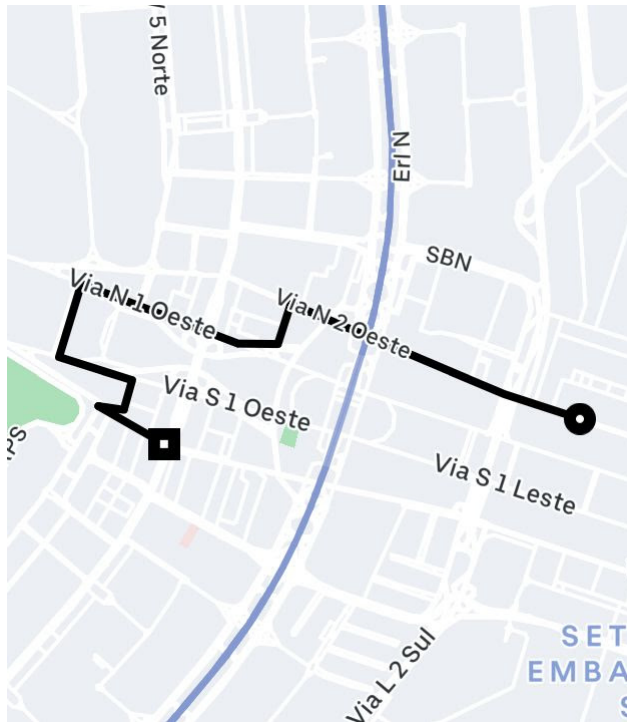 5 Norte
Erl N
SBN
Via N 1 Oeste
Via N 2 Oeste
Via S 1 Oeste
Via S 1 Leste
Via L 2 Sul
SET
EMBA
S